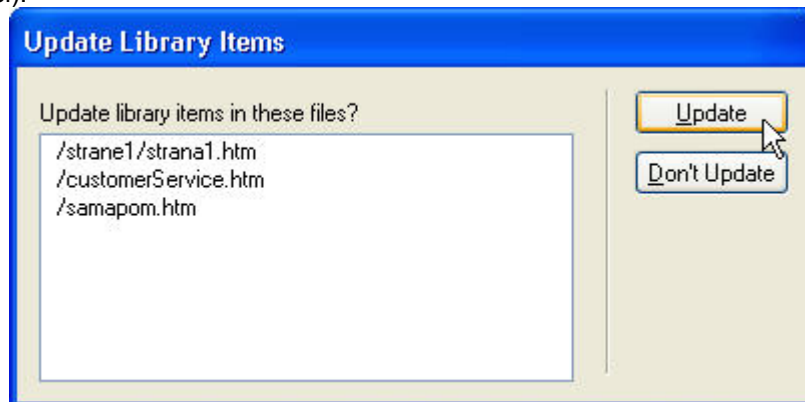 Update Library Items
Update library items in these files?
/strane1/strana1.htm
/customerService.htm
/samapom.htm
Update
Don't Update